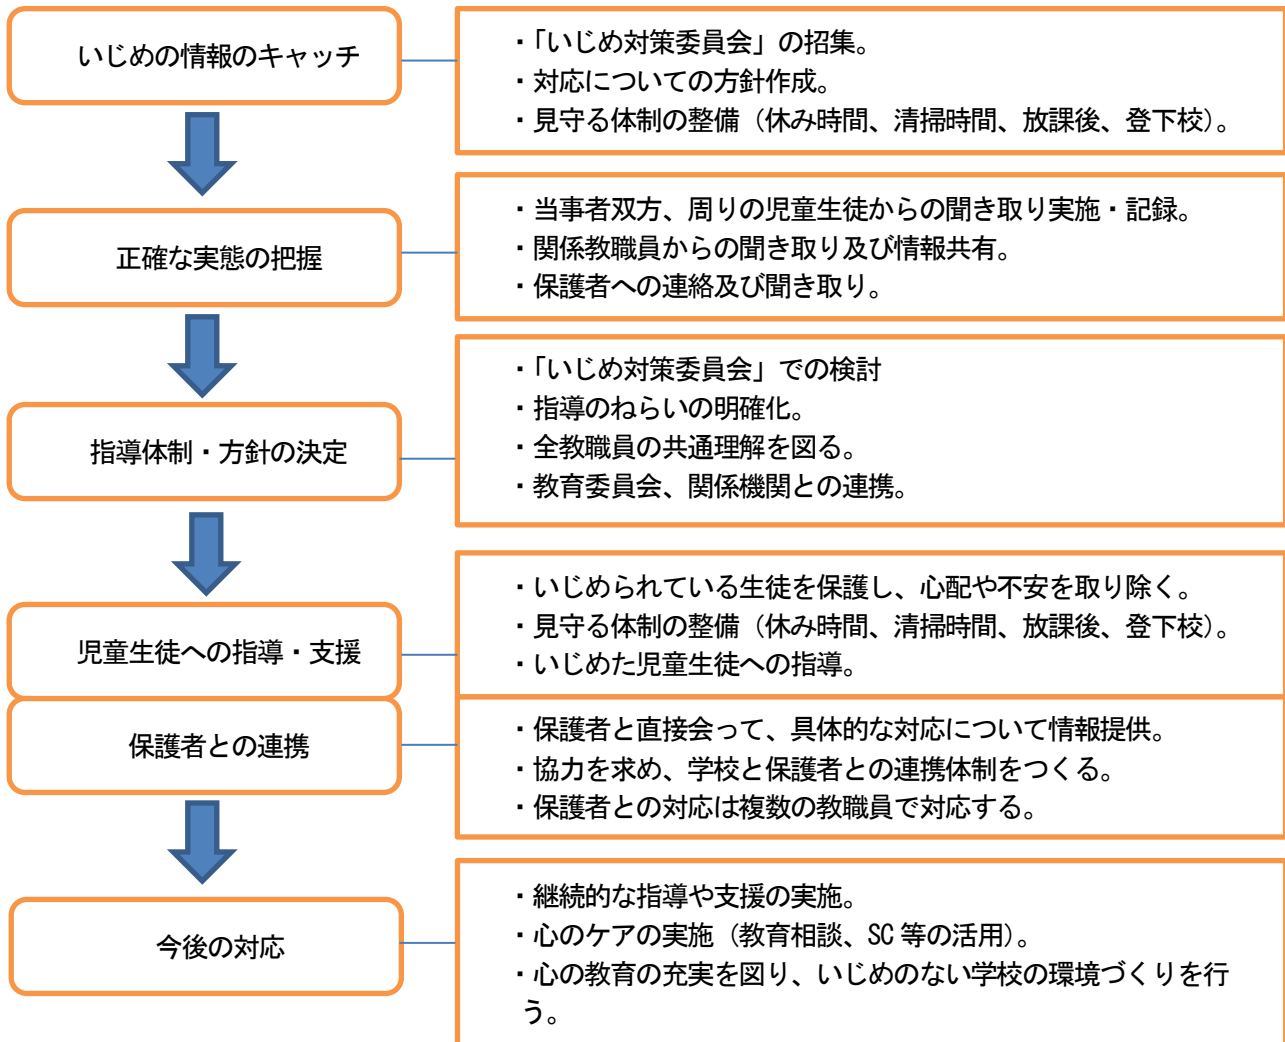 いじめの情報のキャッチ
・「いじめ対策委員会」の招集。
・対応についての方針作成。
・見守る体制の整備（休み時間、清掃時間、放課後、登下校）。
正確な実態の把握
・当事者双方、周りの児童生徒からの聞き取り実施・記録。
・関係教職員からの聞き取り及び情報共有。
・保護者への連絡及び聞き取り。
指導体制・方針の決定
・「いじめ対策委員会」での検討
・指導のねらいの明確化。
・全教職員の共通理解を図る。
・教育委員会、関係機関との連携。
児童生徒への指導・支援
・いじめられている生徒を保護し、心配や不安を取り除く。
・見守る体制の整備（休み時間、清掃時間、放課後、登下校）。
・いじめた児童生徒への指導。
保護者との連携
・保護者と直接会って、具体的な対応について情報提供。
・協力を求め、学校と保護者との連携体制をつくる。
・保護者との対応は複数の教職員で対応する。
今後の対応
・継続的な指導や支援の実施。
・心のケアの実施（教育相談、SC 等の活用）。
・心の教育の充実を図り、いじめのない学校の環境づくりを行
う。